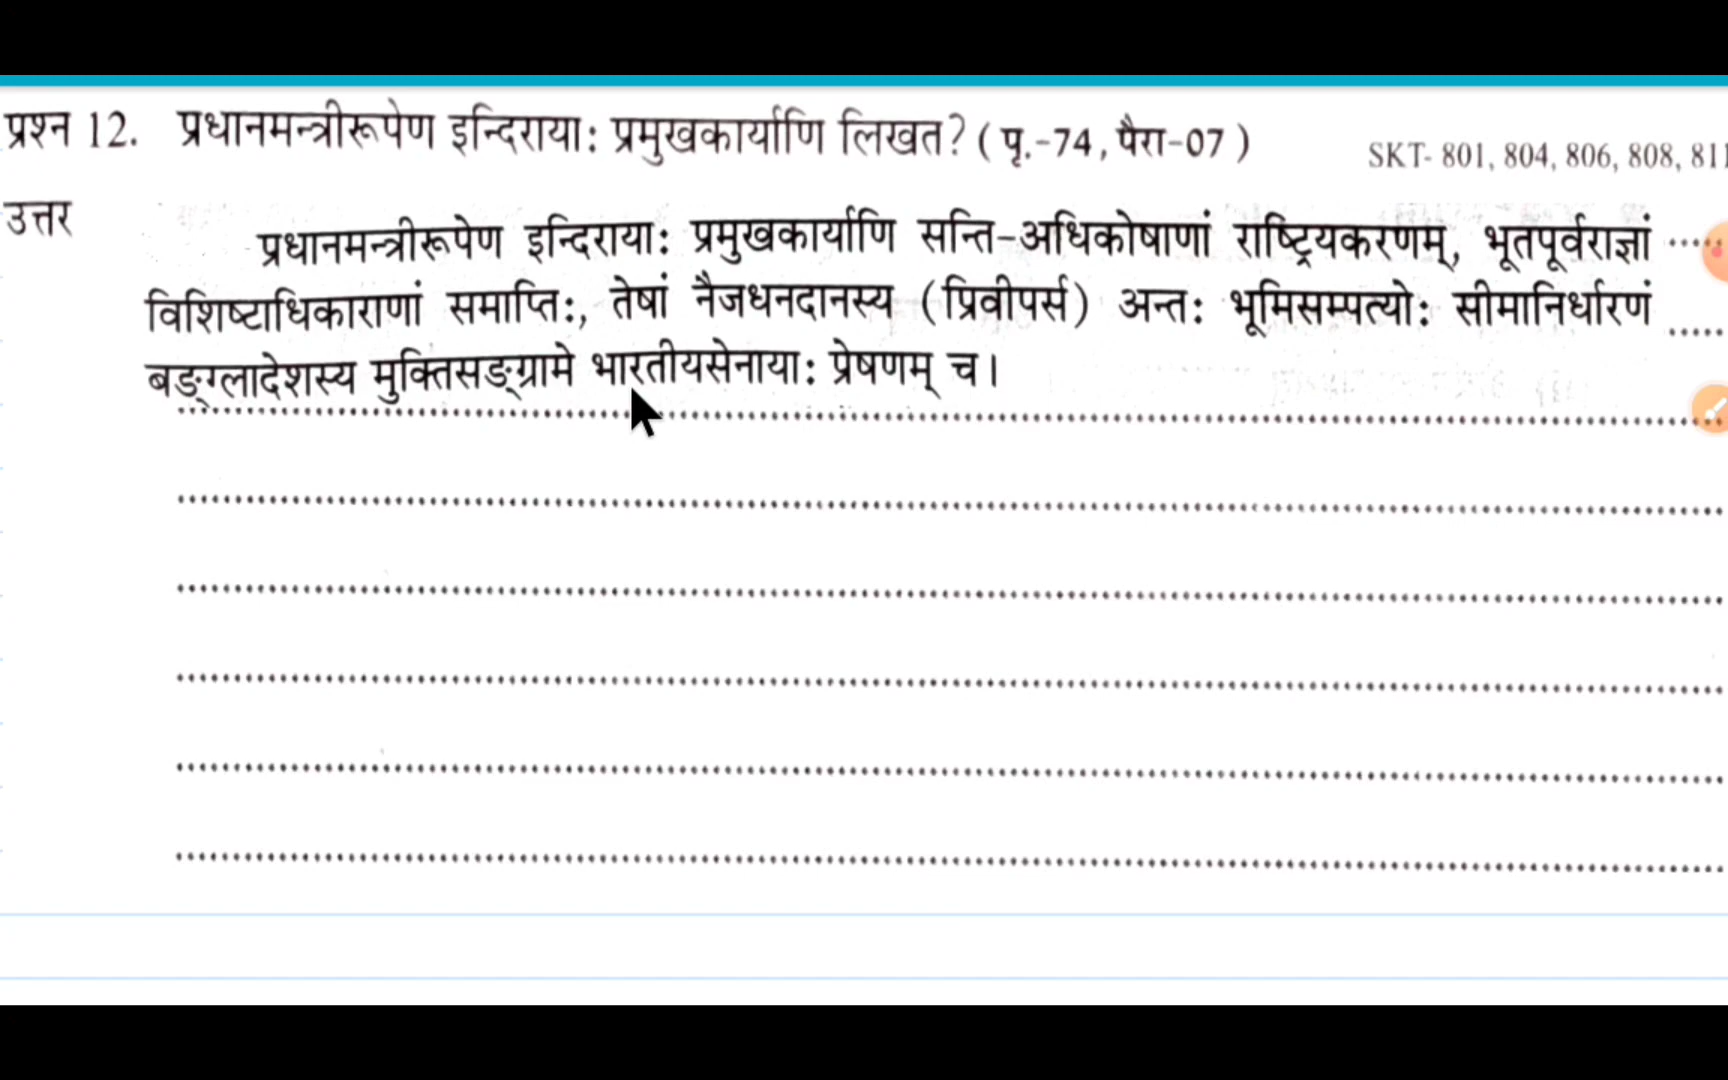 प्रश्न 12. प्रधानमन्त्रीरूपेण इन्दिरायाः प्रमुखकार्याणि लिखत? (पृ.-74, पैरा-07)
SKT- 801, 804, 806, 808, 811
उत्तर
प्रधानमन्त्रीरूपेण इन्दिरायाः प्रमुखकार्याणि सन्ति-अधिकोषाणां राष्ट्रियकरणम्, भूतपूर्वराज्ञां
विशिष्टाधिकाराणां समाप्तिः, तेषां नैजधनदानस्य (प्रिवीपर्स) अन्तः भूमिसम्पत्योः सीमानिर्धारणं
बङ्ग्लादेशस्य मुक्तिसङ्ग्रामे भारतीयसेनायाः प्रेषणम् च।